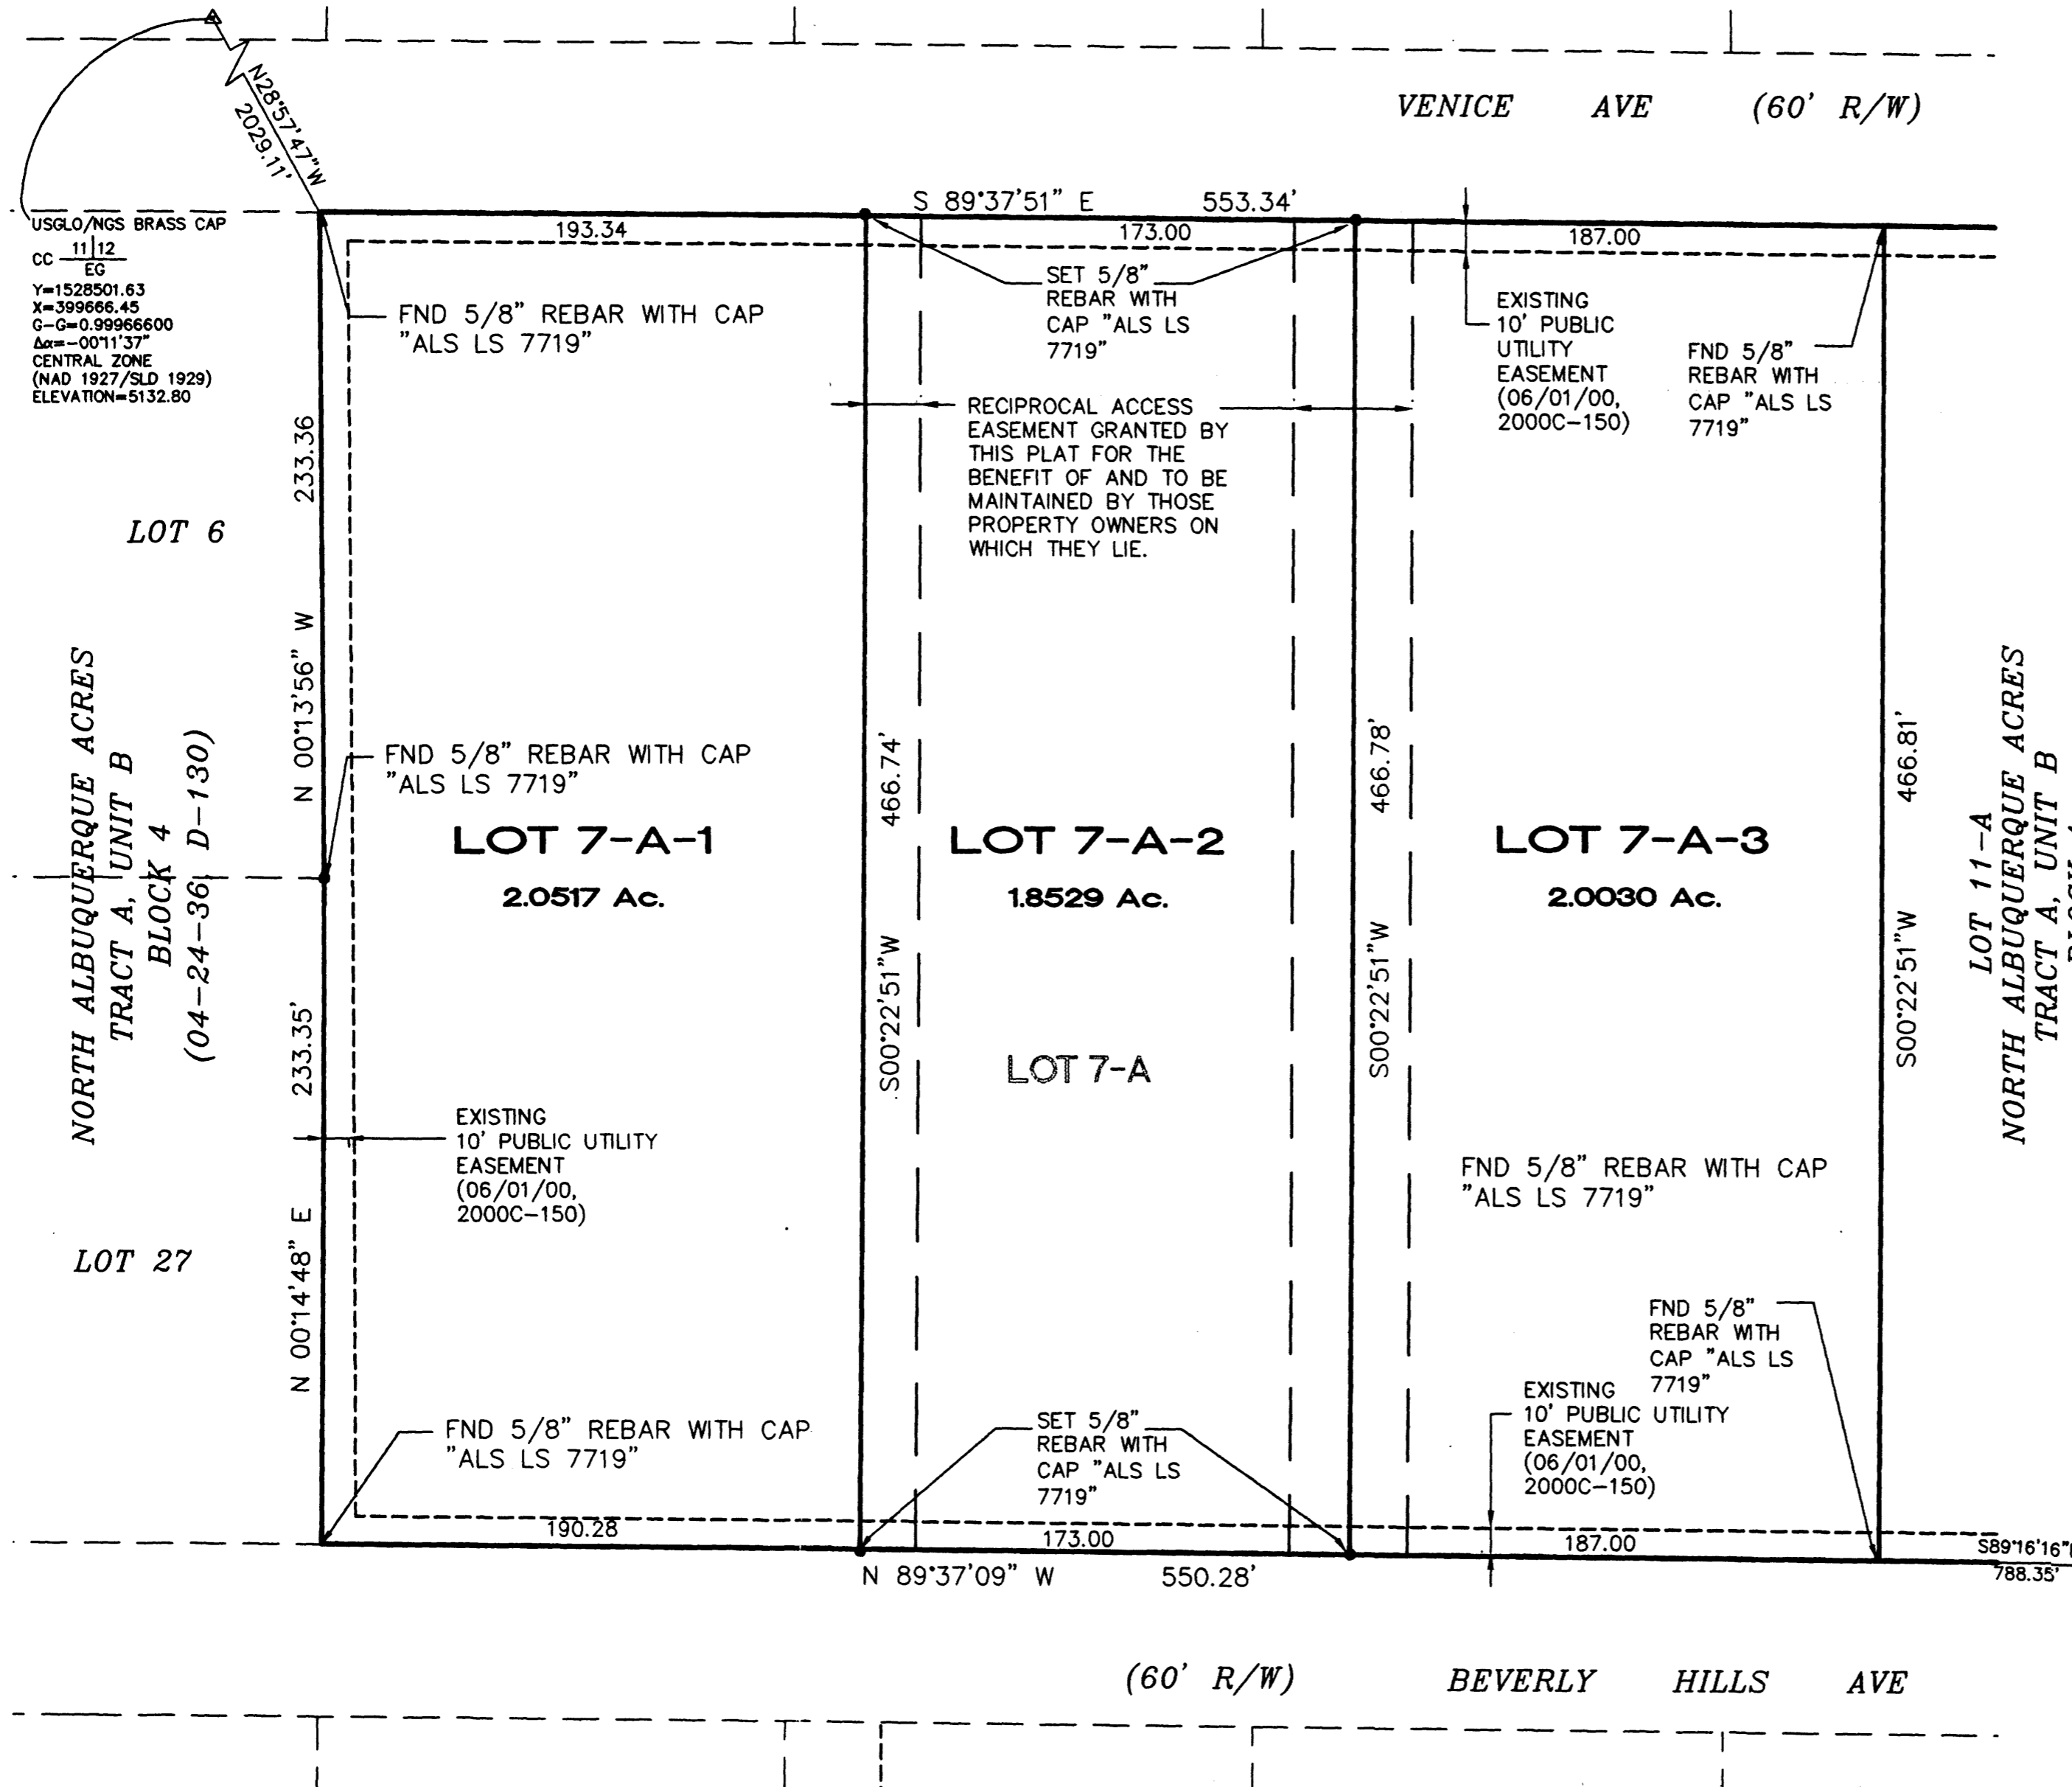 N28°57'47"W
2029.11'
VENICE AVE (60' R/W)
USGLO/NGS BRASS CAP
CC 11|12
EG
Y=1528501.63
X=399666.45
G-G=0.99966600
Δα=-00°11'37"
CENTRAL ZONE
(NAD 1927/SLD 1929)
ELEVATION=5132.80
S 89°37'51" E 553.34'
193.34
173.00
187.00
FND 5/8" REBAR WITH CAP
"ALS LS 7719"
SET 5/8"
REBAR WITH
CAP "ALS LS
7719"
EXISTING
10' PUBLIC
UTILITY
EASEMENT
(06/01/00,
2000C-150)
FND 5/8"
REBAR WITH
CAP "ALS LS
7719"
RECIPROCAL ACCESS
EASEMENT GRANTED BY
THIS PLAT FOR THE
BENEFIT OF AND TO BE
MAINTAINED BY THOSE
PROPERTY OWNERS ON
WHICH THEY LIE.
233.36
N 00°13'56" W
LOT 6
NORTH ALBUQUERQUE ACRES
TRACT A, UNIT B
BLOCK 4
(04-24-36, D-130)
FND 5/8" REBAR WITH CAP
"ALS LS 7719"
LOT 7-A-1
2.0517 Ac.
466.74'
S00°22'51"W
LOT 7-A-2
1.8529 Ac.
466.78'
S00°22'51"W
LOT 7-A-3
2.0030 Ac.
466.81'
S00°22'51"W
LOT 11-A
NORTH ALBUQUERQUE ACRES
TRACT A, UNIT B
LOT 7-A
233.35'
N 00°14'48" E
LOT 27
EXISTING
10' PUBLIC UTILITY
EASEMENT
(06/01/00,
2000C-150)
FND 5/8" REBAR WITH CAP
"ALS LS 7719"
FND 5/8"
REBAR WITH
CAP "ALS LS
7719"
EXISTING
10' PUBLIC UTILITY
EASEMENT
(06/01/00,
2000C-150)
FND 5/8" REBAR WITH CAP
"ALS LS 7719"
SET 5/8"
REBAR WITH
CAP "ALS LS
7719"
190.28
173.00
187.00
N 89°37'09" W 550.28'
S89°16'16"
788.35'
(60' R/W) BEVERLY HILLS AVE